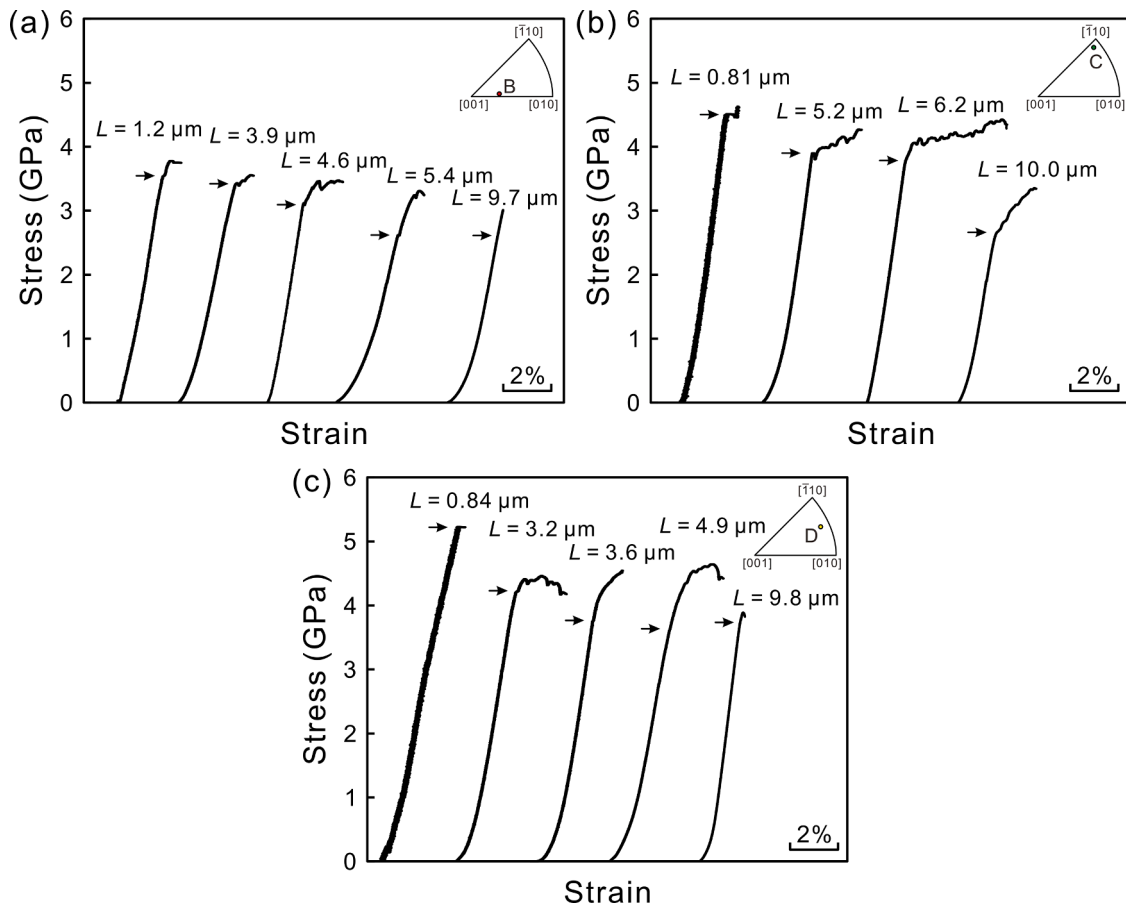 (a)
6
5
4
3
2
1
0
Stress (GPa)
[1̄10]
B
[001]
[010]
L = 1.2 μm
L = 3.9 μm
L = 4.6 μm
L = 5.4 μm
L = 9.7 μm
2%
Strain
(b)
6
5
4
3
2
1
0
Stress (GPa)
[1̄10]
C
[001]
[010]
L = 0.81 μm
L = 5.2 μm
L = 6.2 μm
L = 10.0 μm
2%
Strain
(c)
6
5
4
3
2
1
0
Stress (GPa)
[1̄10]
D
[001]
[010]
L = 0.84 μm
L = 3.2 μm
L = 3.6 μm
L = 4.9 μm
L = 9.8 μm
2%
Strain